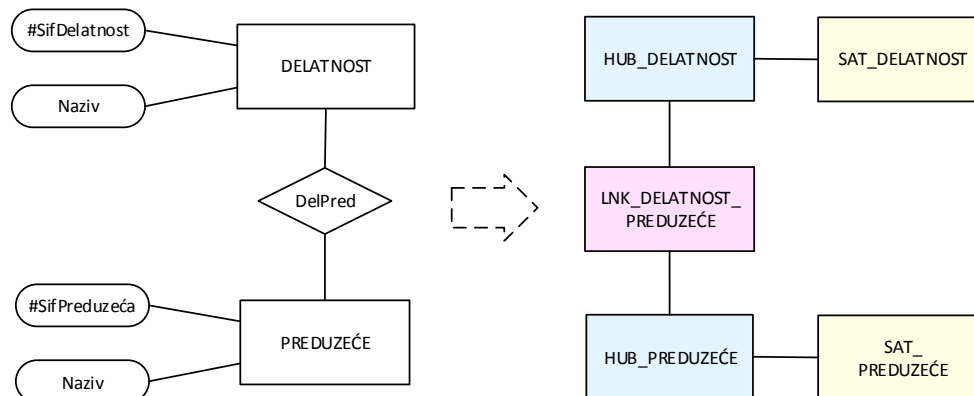 #SifDelatnost
DELATNOST
Naziv
DelPred
#SifPreduzeća
PREDUZEĆE
Naziv
HUB_DELATNOST
SAT_DELATNOST
LNK_DELATNOST_
PREDUZEĆE
HUB_PREDUZEĆE
SAT_
PREDUZEĆE